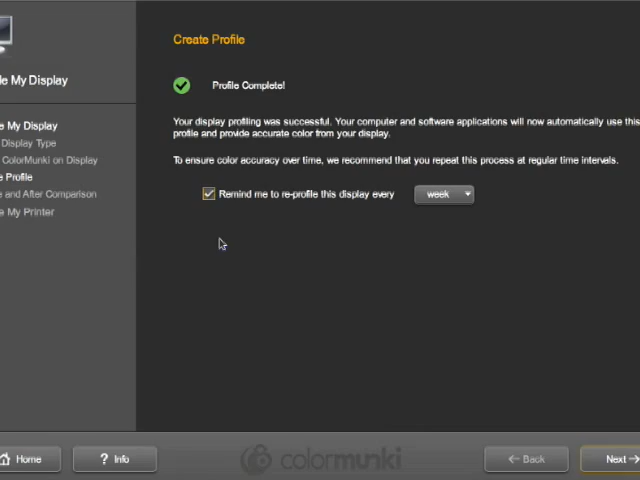 Create Profile
Profile Complete!
le My Display
Your display profiling was successful. Your computer and software applications will now automatically use this
profile and provide accurate color from your display.
To ensure color accuracy over time, we recommend that you repeat this process at regular time intervals.
Remind me to re-profile this display every
week
e My Display
Display Type
ColorMunki on Display
e Profile
e and After Comparison
e My Printer
Home
? Info
colormunki
Back
Next